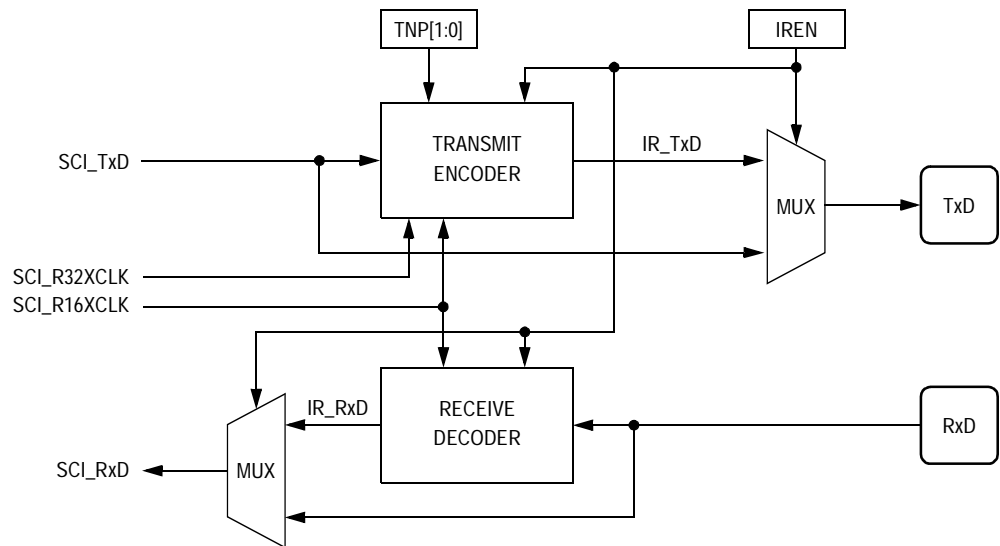 TNP[1:0]
IREN
TRANSMIT
ENCODER
IR_TxD
SCI_TxD
MUX
TxD
SCI_R32XCLK
SCI_R16XCLK
IR_RxD
RECEIVE
DECODER
RxD
MUX
SCI_RxD